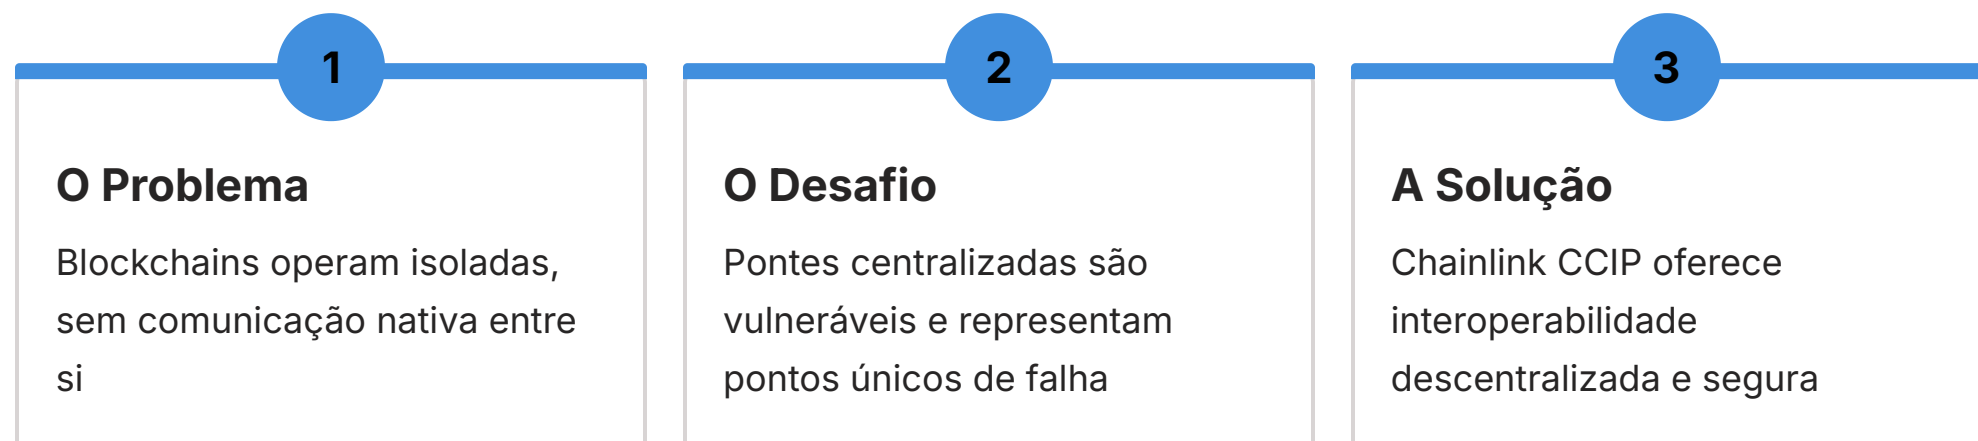 1
O Problema
Blockchains operam isoladas,
sem comunicação nativa entre
si
2
O Desafio
Pontes centralizadas são
vulneráveis e representam
pontos únicos de falha
3
A Solução
Chainlink CCIP oferece
interoperabilidade
descentralizada e segura